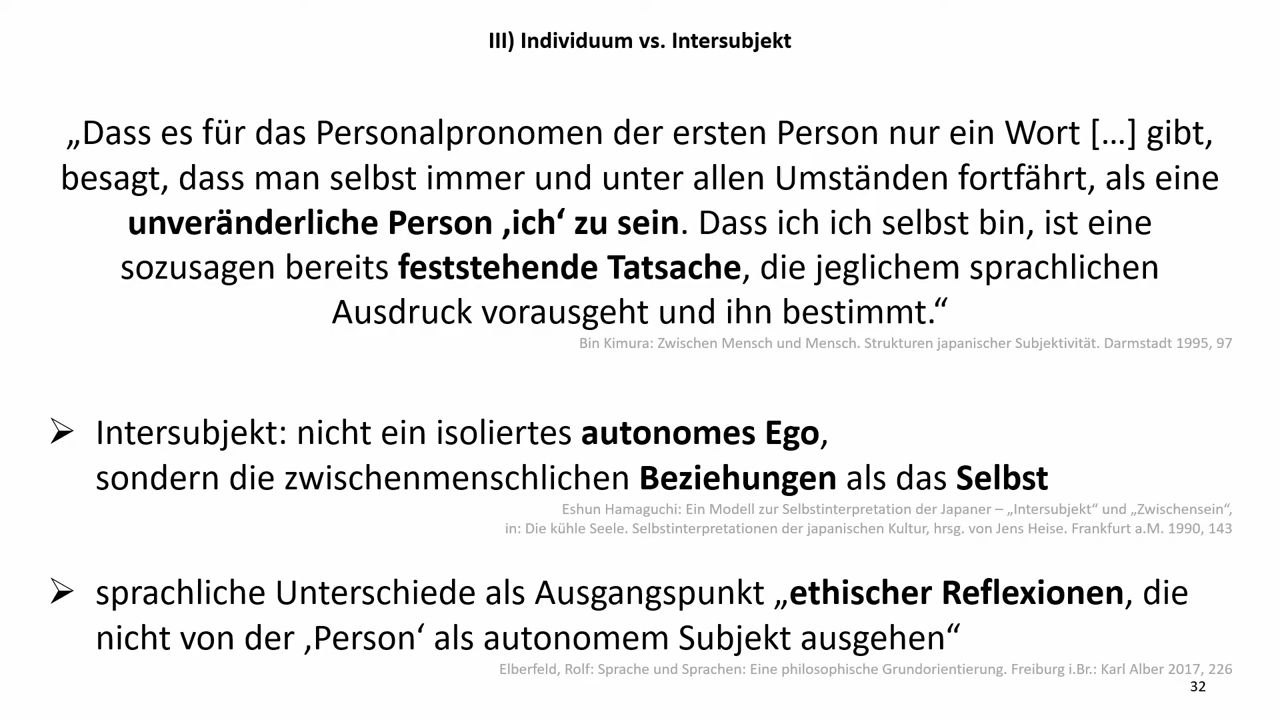 III) Individuum vs. Intersubjekt
„Dass es für das Personalpronomen der ersten Person nur ein Wort […] gibt,
besagt, dass man selbst immer und unter allen Umständen fortfährt, als eine
unveränderliche Person ‚ich‘ zu sein. Dass ich ich selbst bin, ist eine
sozusagen bereits feststehende Tatsache, die jeglichem sprachlichen
Ausdruck vorausgeht und ihn bestimmt.“
Bin Kimura: Zwischen Mensch und Mensch. Strukturen japanischer Subjektivität. Darmstadt 1995, 97
➢ Intersubjekt: nicht ein isoliertes autonomes Ego,
sondern die zwischenmenschlichen Beziehungen als das Selbst
Eshun Hamaguchi: Ein Modell zur Selbstinterpretation der Japaner – „Intersubjekt“ und „Zwischensein“,
in: Die kühle Seele. Selbstinterpretationen der japanischen Kultur, hrsg. von Jens Heise. Frankfurt a.M. 1990, 143
➢ sprachliche Unterschiede als Ausgangspunkt „ethischer Reflexionen, die
nicht von der ‚Person‘ als autonomem Subjekt ausgehen“
Elberfeld, Rolf: Sprache und Sprachen: Eine philosophische Grundorientierung. Freiburg i.Br.: Karl Alber 2017, 226
32